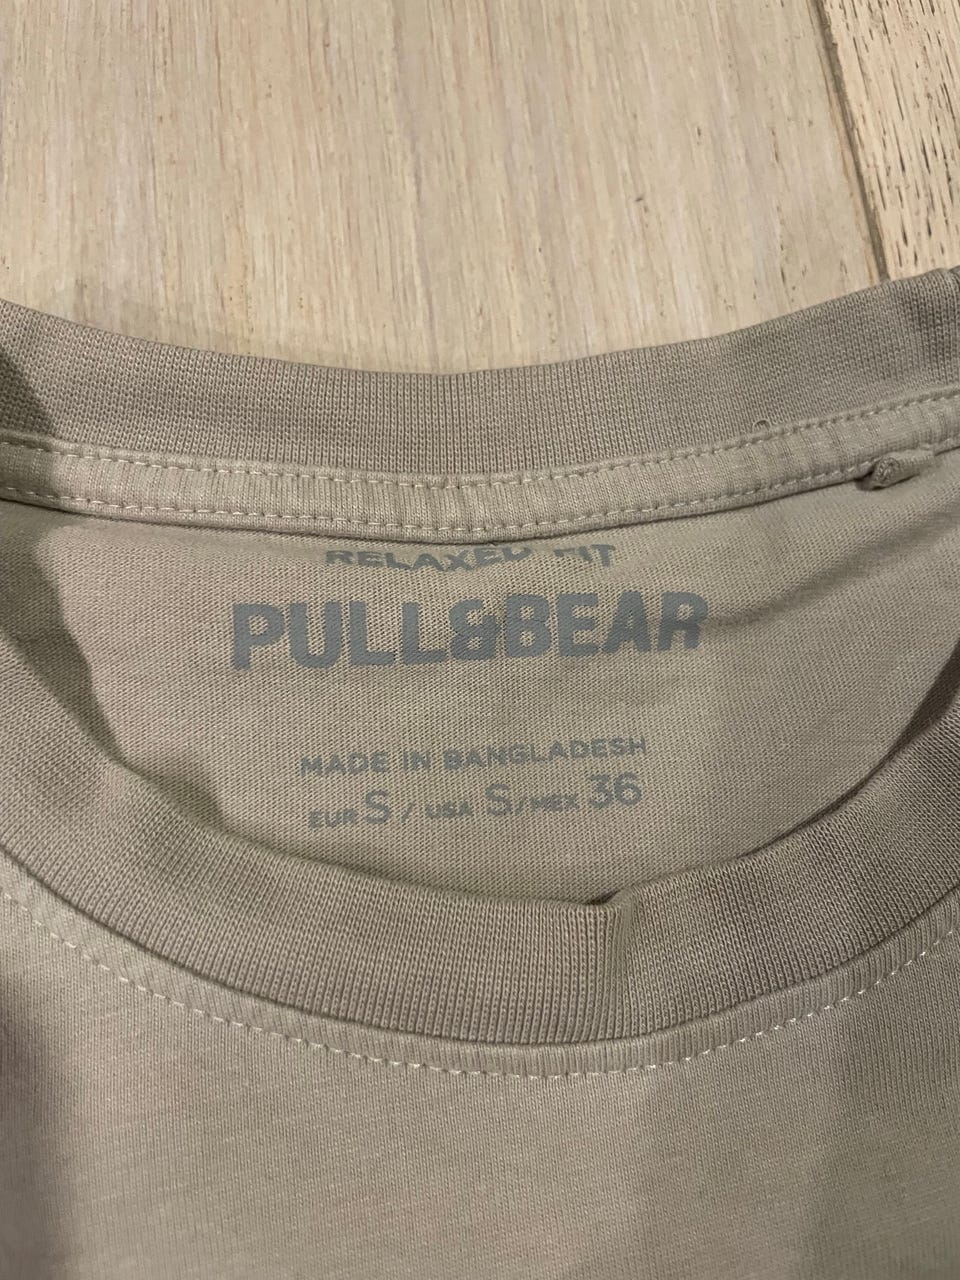 RELAXED FIT
PULL&BEAR
MADE IN BANGLADESH
EUR S / USA S/MEX 36